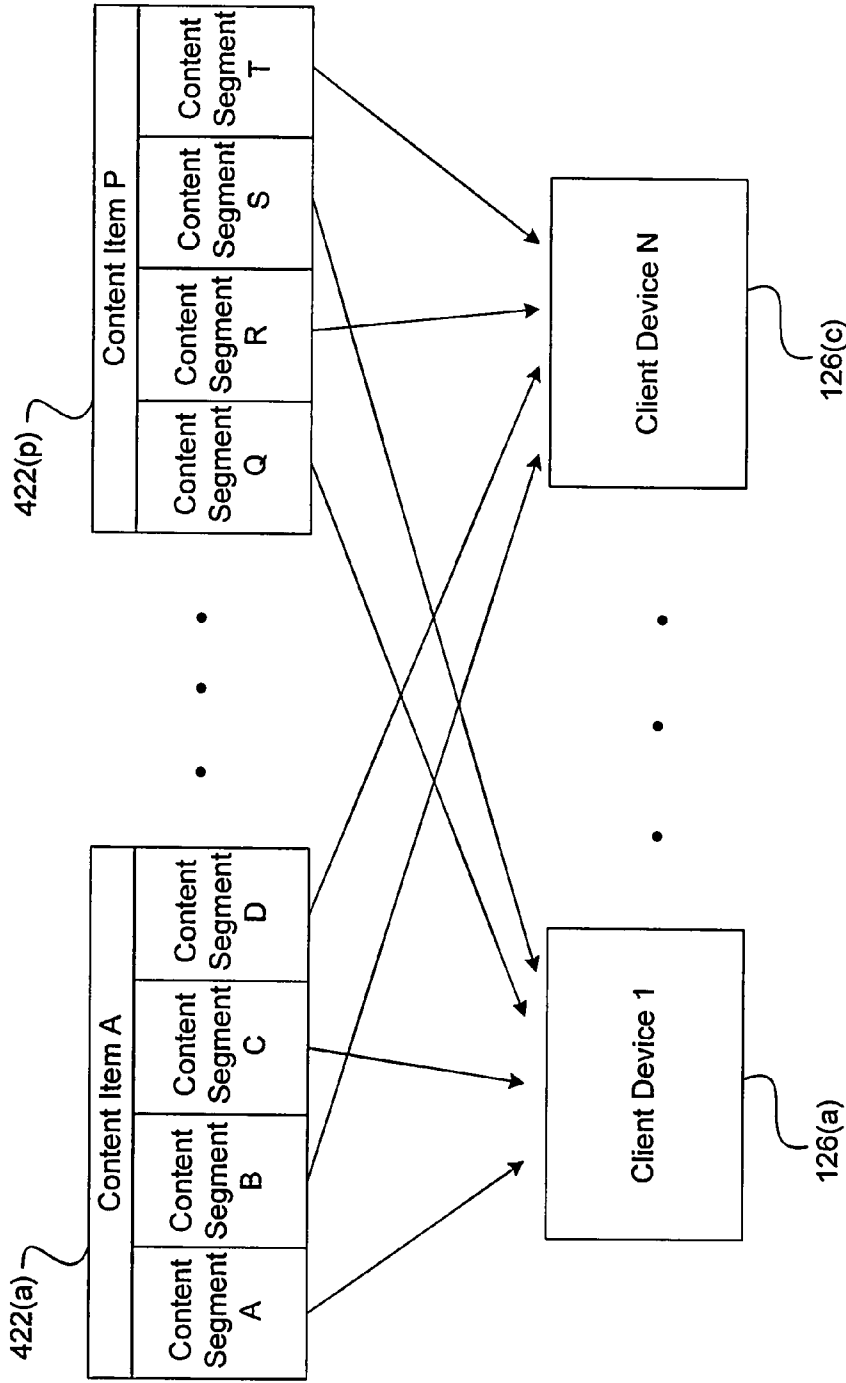 422(a)
Content Item A
Content
Segment
A
Content
Segment
B
Content
Segment
C
Content
Segment
D
422(p)
Content Item P
Content
Segment
Q
Content
Segment
R
Content
Segment
S
Content
Segment
T
Client Device 1
126(a)
Client Device N
126(c)